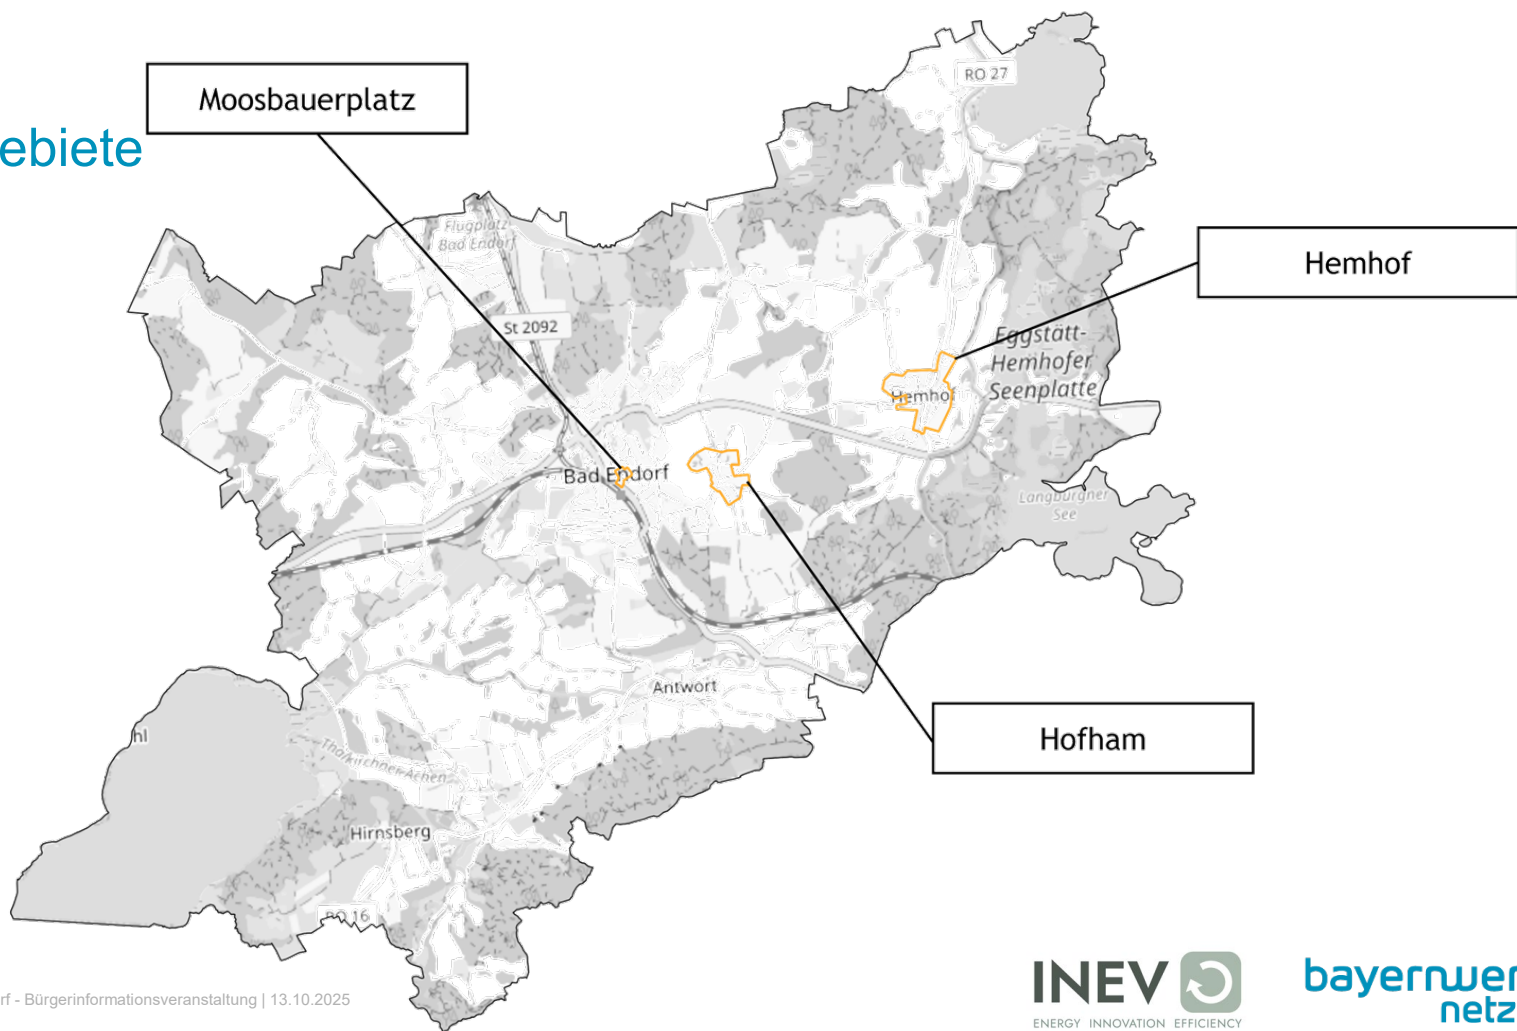 RO 27
Moosbauerplatz
ebiete
Flugplatz
Bad Endorf
Hemhof
St 2092
Eggstätt-
Hemhofer
Seenplatte
Hemhof
Bad Endorf
Langbürgner
See
Antwort
hl
Hofham
Thalkirchner Achen
Hirnsberg
RO 16
rf - Bürgerinformationsveranstaltung | 13.10.2025
INEV
ENERGY INNOVATION EFFICIENCY
bayernwer
netz